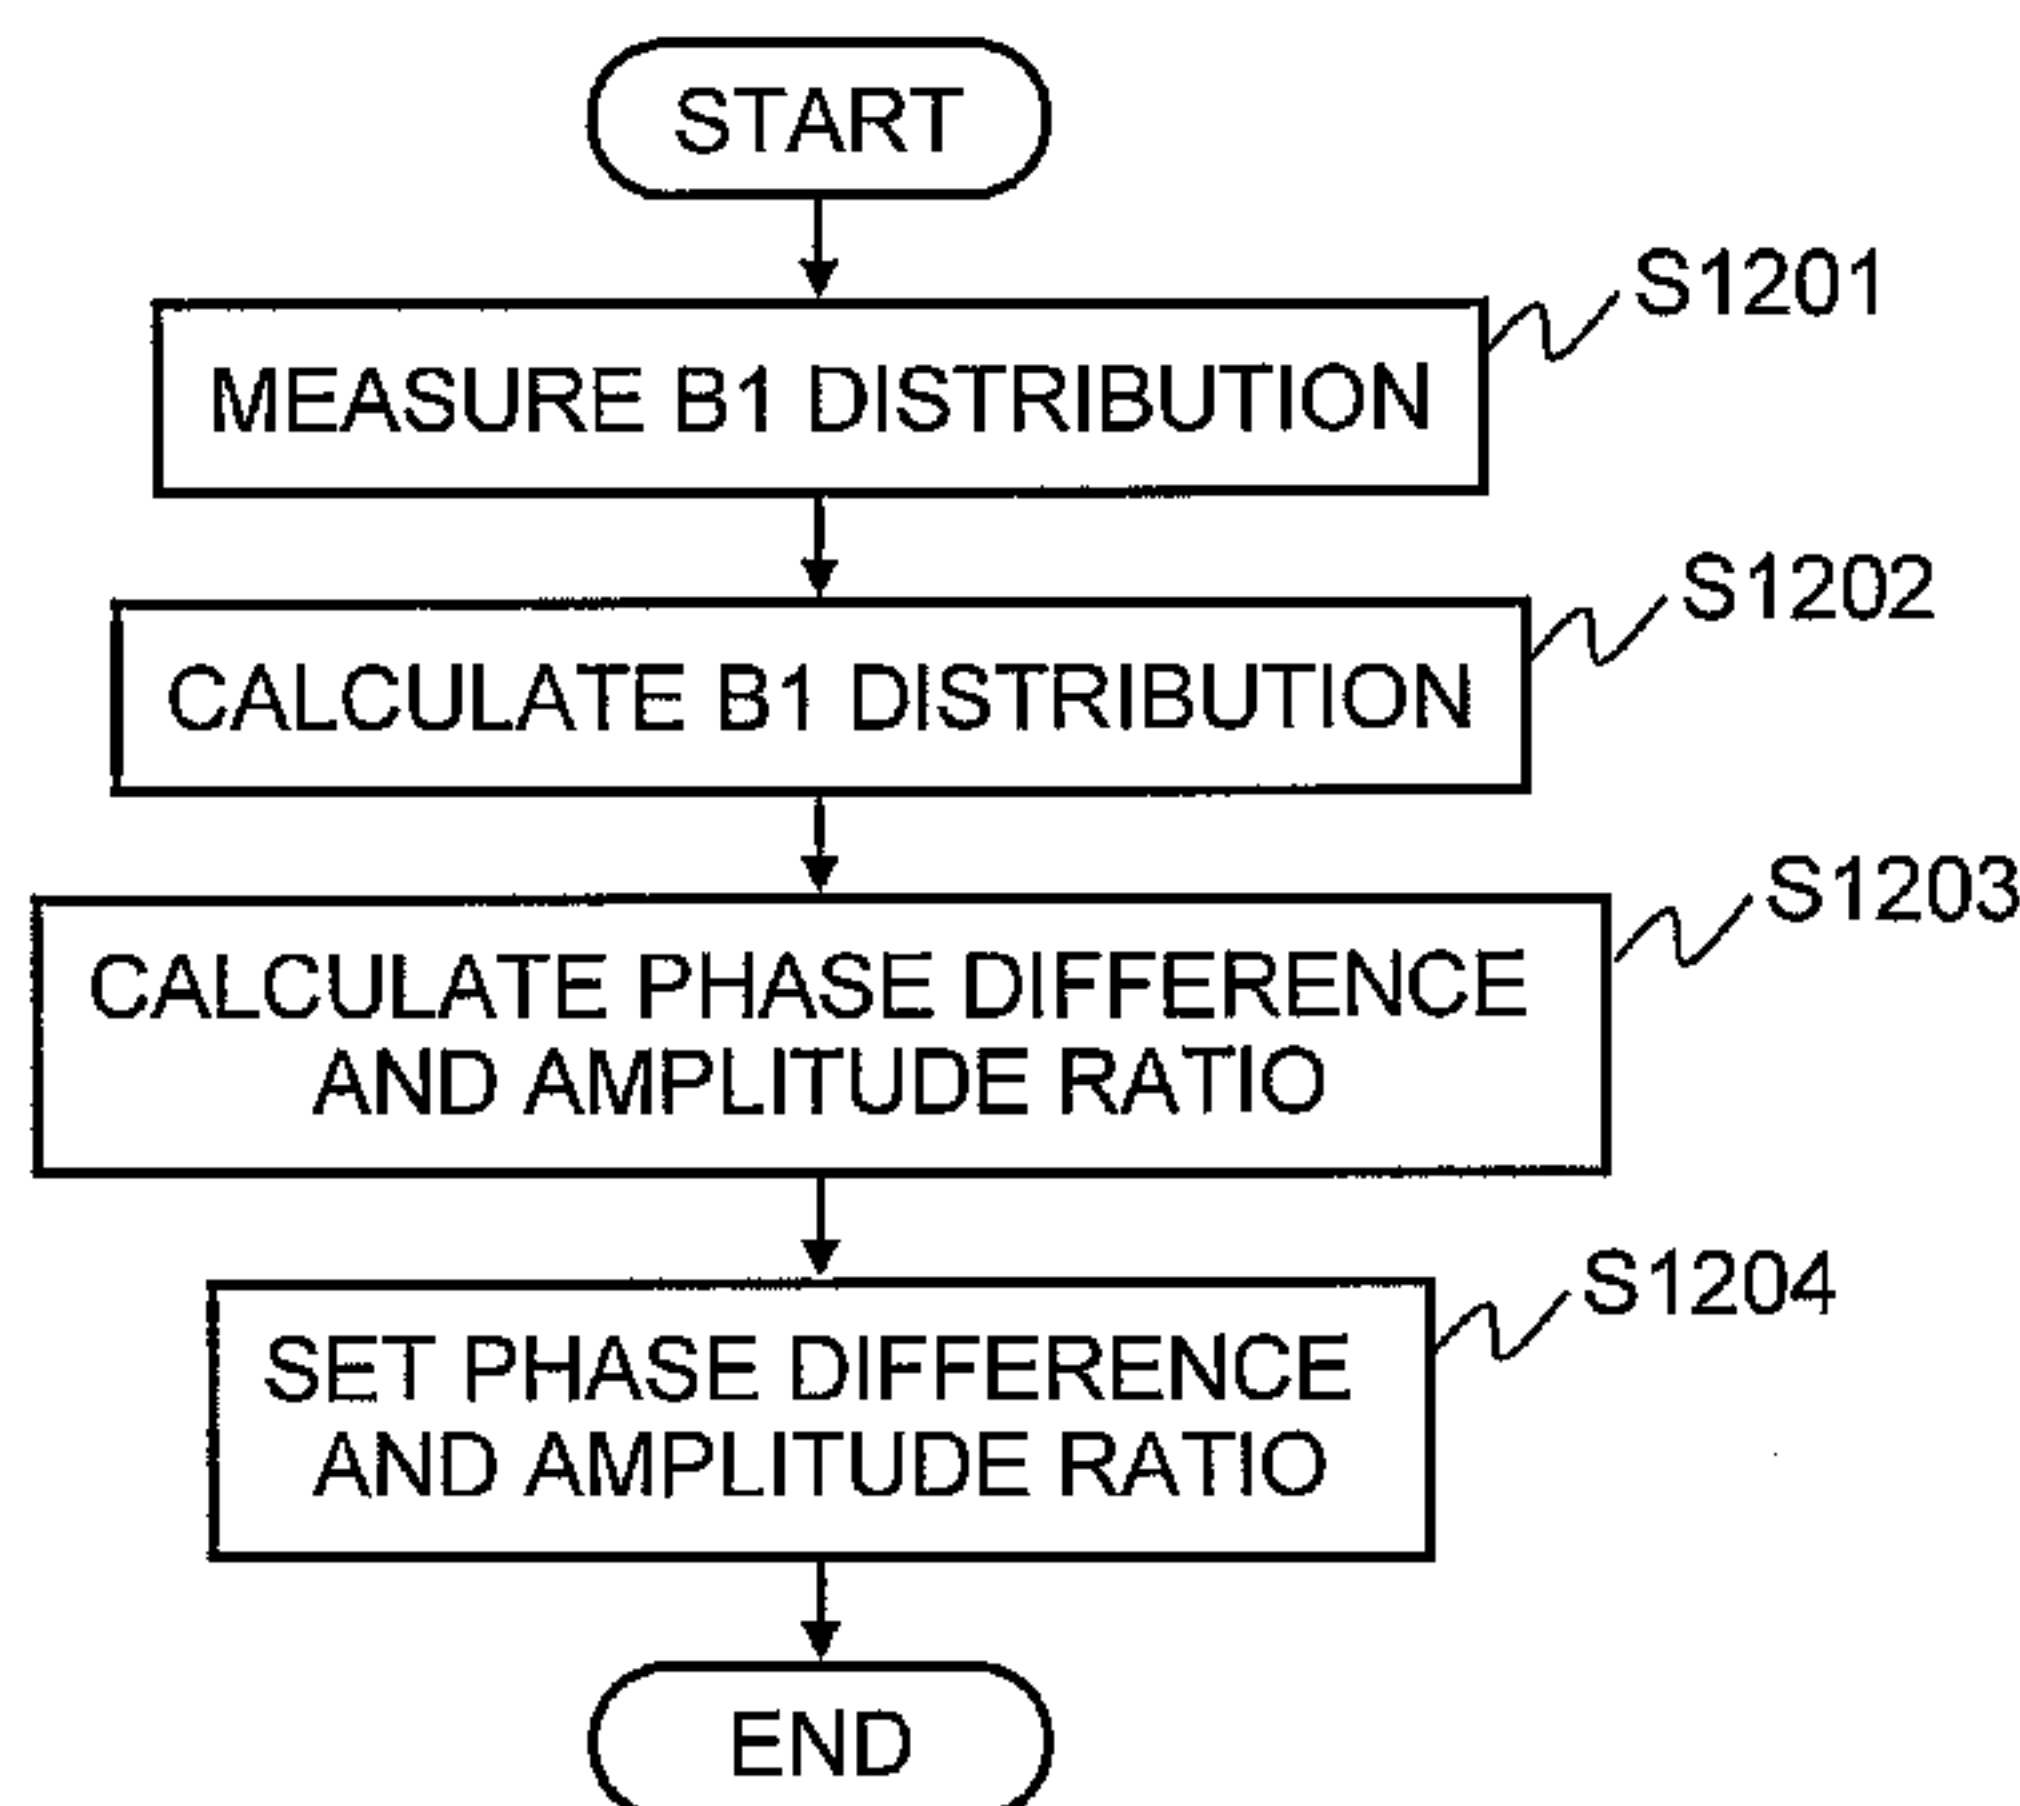 START
S1201
MEASURE B1 DISTRIBUTION
S1202
CALCULATE B1 DISTRIBUTION
S1203
CALCULATE PHASE DIFFERENCE
AND AMPLITUDE RATIO
S1204
SET PHASE DIFFERENCE
AND AMPLITUDE RATIO
END